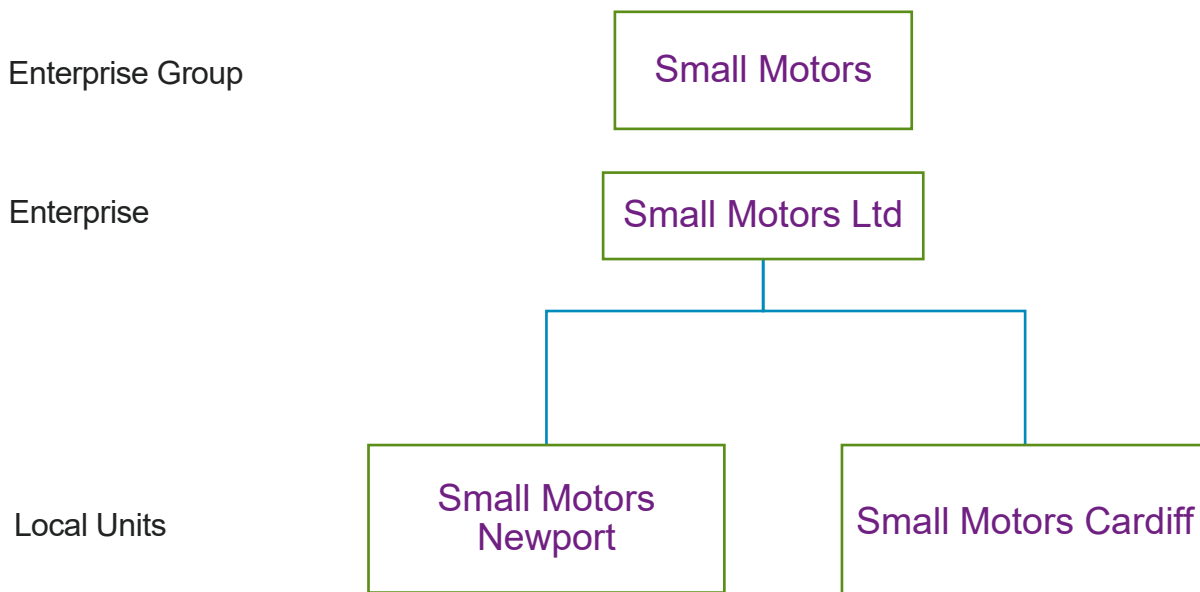 Enterprise Group
Small Motors
Enterprise
Small Motors Ltd
Local Units
Small Motors
Newport
Small Motors Cardiff